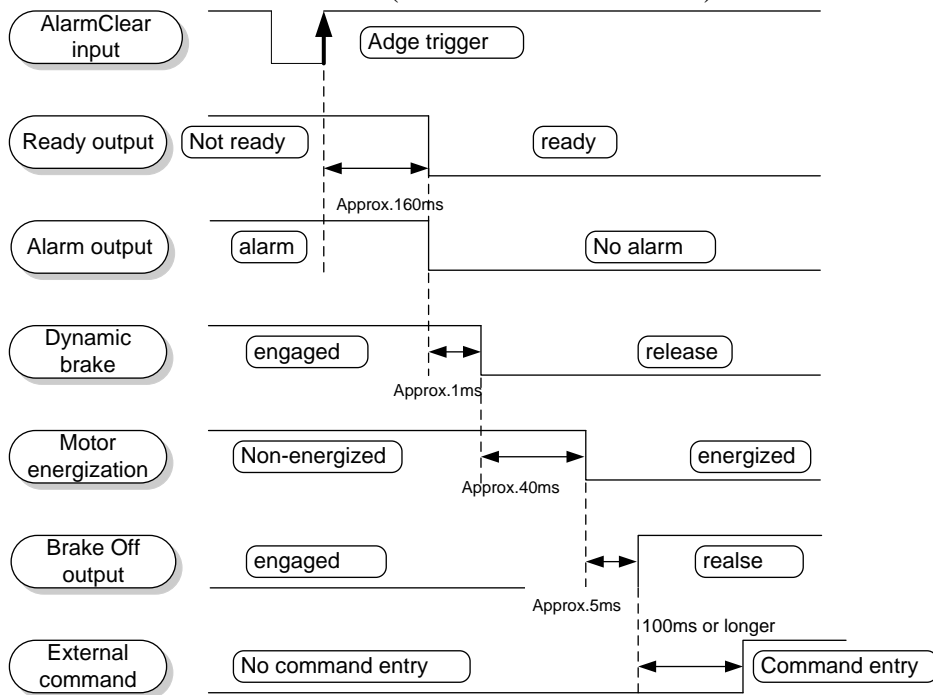 AlarmClear
input
Adge trigger
Ready output
Not ready
ready
Approx.160ms
Alarm output
alarm
No alarm
Dynamic
brake
engaged
release
Approx.1ms
Motor
energization
Non-energized
energized
Approx.40ms
Brake Off
output
engaged
realse
Approx.5ms
100ms or longer
External
command
No command entry
Command entry